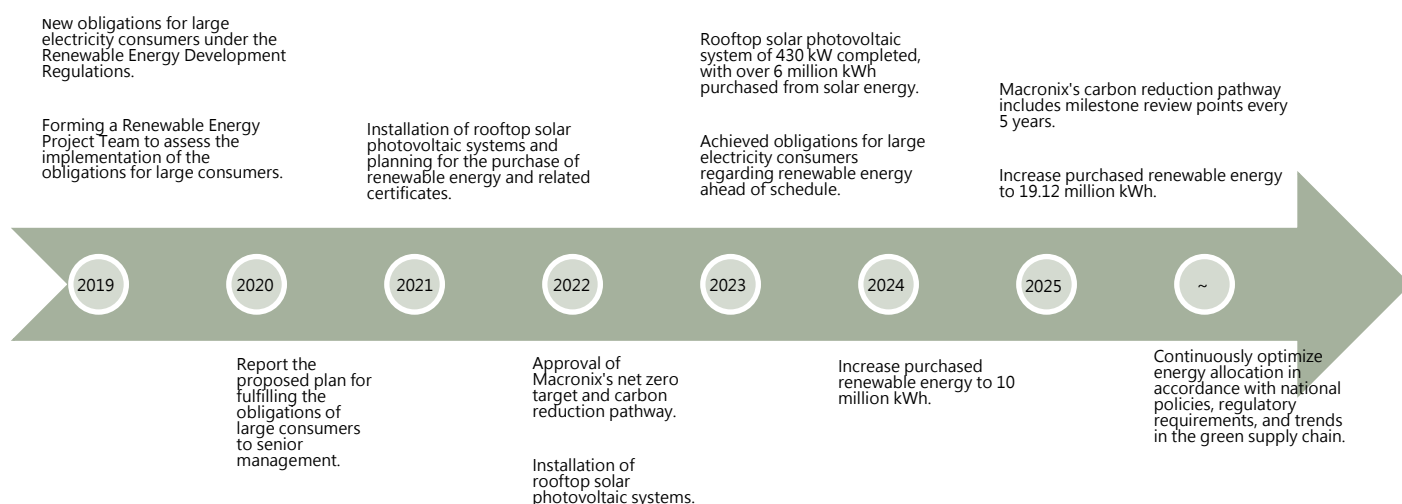 New obligations for large
electricity consumers under the
Renewable Energy Development
Regulations.
Forming a Renewable Energy
Project Team to assess the
implementation of the
obligations for large consumers.
Installation of rooftop solar
photovoltaic systems and
planning for the purchase of
renewable energy and related
certificates.
Rooftop solar photovoltaic
system of 430 kW completed,
with over 6 million kWh
purchased from solar energy.
Achieved obligations for large
electricity consumers
regarding renewable energy
ahead of schedule.
Macronix's carbon reduction pathway
includes milestone review points every
5 years.
Increase purchased renewable energy
to 19.12 million kWh.
2019
2020
2021
2022
2023
2024
2025
~
Report the
proposed plan for
fulfilling the
obligations of
large consumers
to senior
management.
Approval of
Macronix's net zero
target and carbon
reduction pathway.
Installation of
rooftop solar
photovoltaic systems.
Increase purchased
renewable energy to 10
million kWh.
Continuously optimize
energy allocation in
accordance with national
policies, regulatory
requirements, and trends
in the green supply chain.